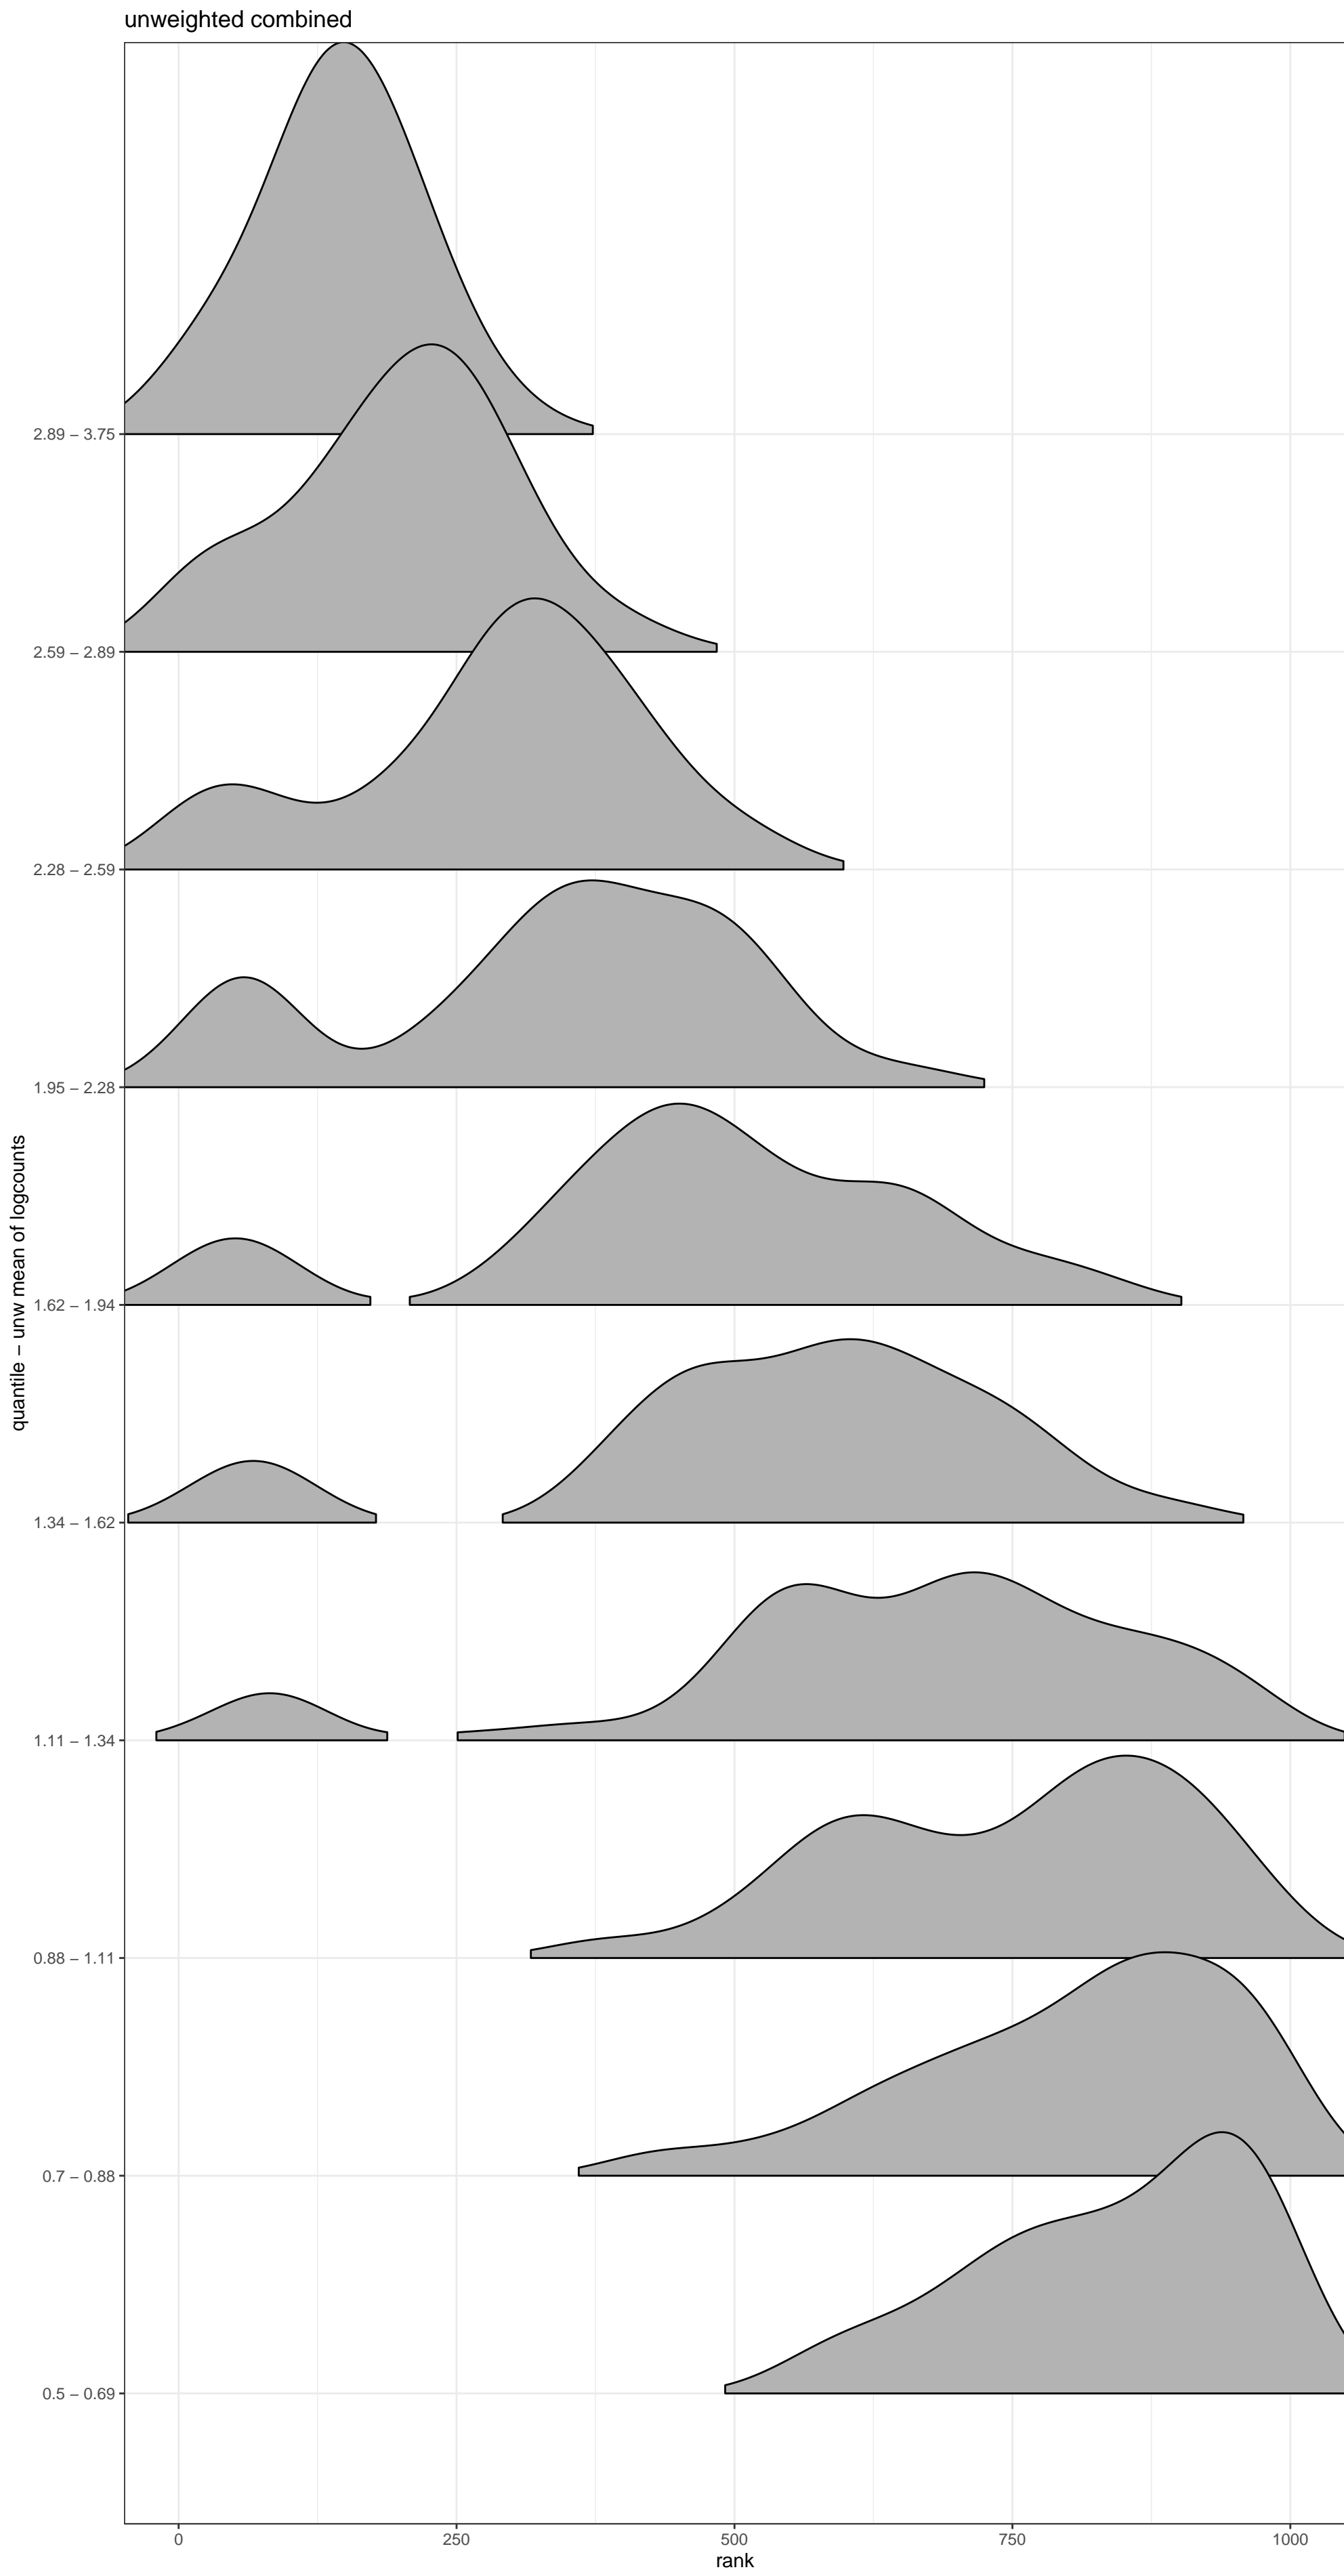 unweighted combined
quantile – unw mean of logcounts
2.89 – 3.75
2.59 – 2.89
2.28 – 2.59
1.95 – 2.28
1.62 – 1.94
1.34 – 1.62
1.11 – 1.34
0.88 – 1.11
0.7 – 0.88
0.5 – 0.69
0 250 500 750 1000
rank